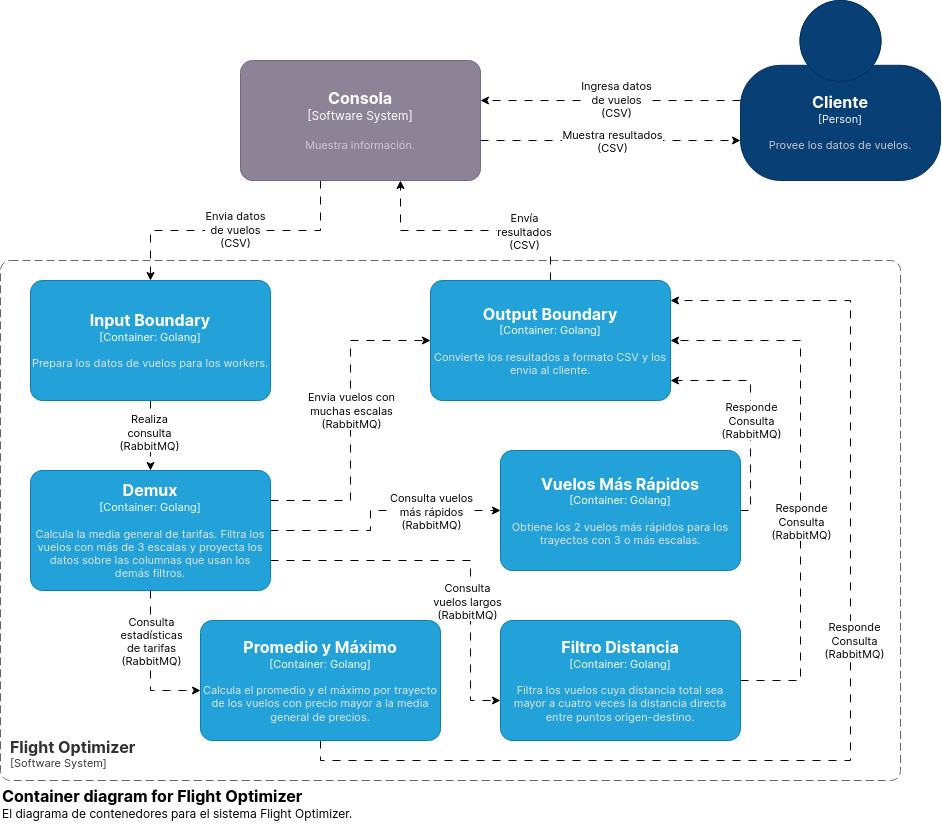 Consola
[Software System]
Muestra información.
Ingresa datos
de vuelos
(CSV)
Muestra resultados
(CSV)
Cliente
[Person]
Provee los datos de vuelos.
Envia datos
de vuelos
(CSV)
Envía
resultados
(CSV)
Input Boundary
[Container: Golang]
Prepara los datos de vuelos para los workers.
Output Boundary
[Container: Golang]
Convierte los resultados a formato CSV y los
envia al cliente.
Envia vuelos con
muchas escalas
(RabbitMQ)
Realiza
consulta
(RabbitMQ)
Responde
Consulta
(RabbitMQ)
Demux
[Container: Golang]
Calcula la media general de tarifas. Filtra los
vuelos con más de 3 escalas y proyecta los
datos sobre las columnas que usan los
demás filtros.
Consulta vuelos
más rápidos
(RabbitMQ)
Vuelos Más Rápidos
[Container: Golang]
Obtiene los 2 vuelos más rápidos para los
trayectos con 3 o más escalas.
Responde
Consulta
(RabbitMQ)
Consulta
vuelos largos
(RabbitMQ)
Consulta
estadísticas
de tarifas
(RabbitMQ)
Promedio y Máximo
[Container: Golang]
Calcula el promedio y el máximo por trayecto
de los vuelos con precio mayor a la media
general de precios.
Filtro Distancia
[Container: Golang]
Filtra los vuelos cuya distancia total sea
mayor a cuatro veces la distancia directa
entre puntos origen-destino.
Responde
Consulta
(RabbitMQ)
Flight Optimizer
[Software System]
Container diagram for Flight Optimizer
El diagrama de contenedores para el sistema Flight Optimizer.